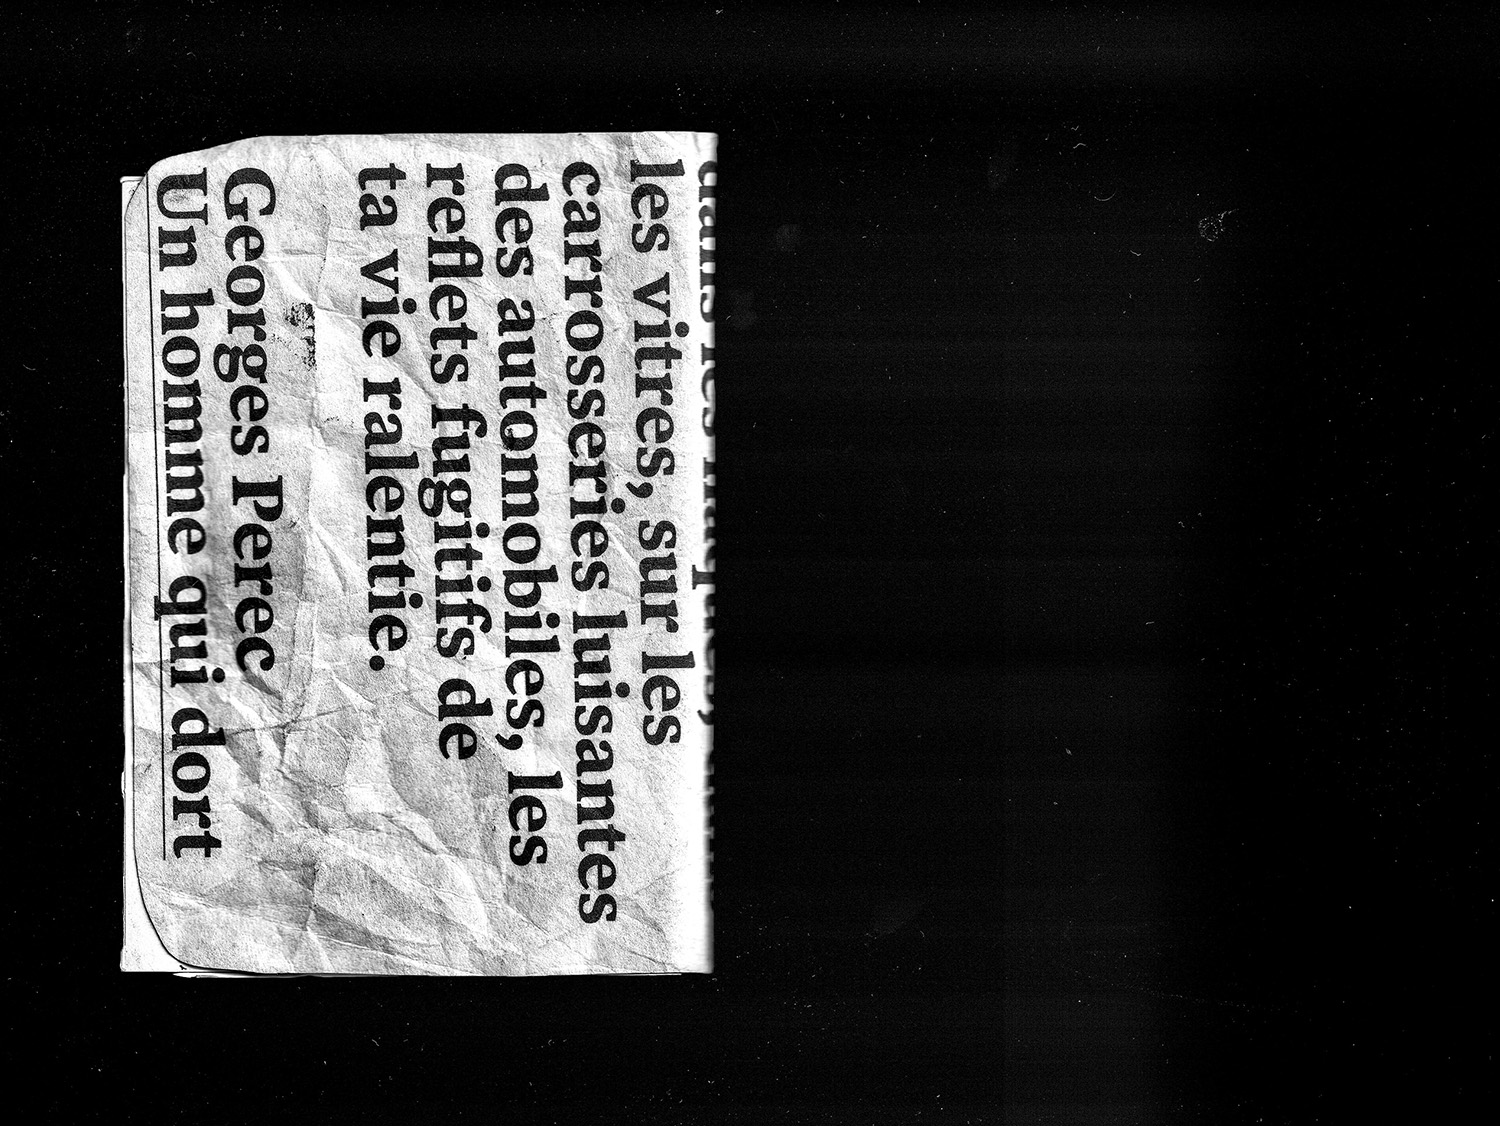 les vitres, sur les
carrosseries luisantes
des automobiles, les
reflets fugitifs de
ta vie ralentie.
Georges Perec
Un homme qui dort